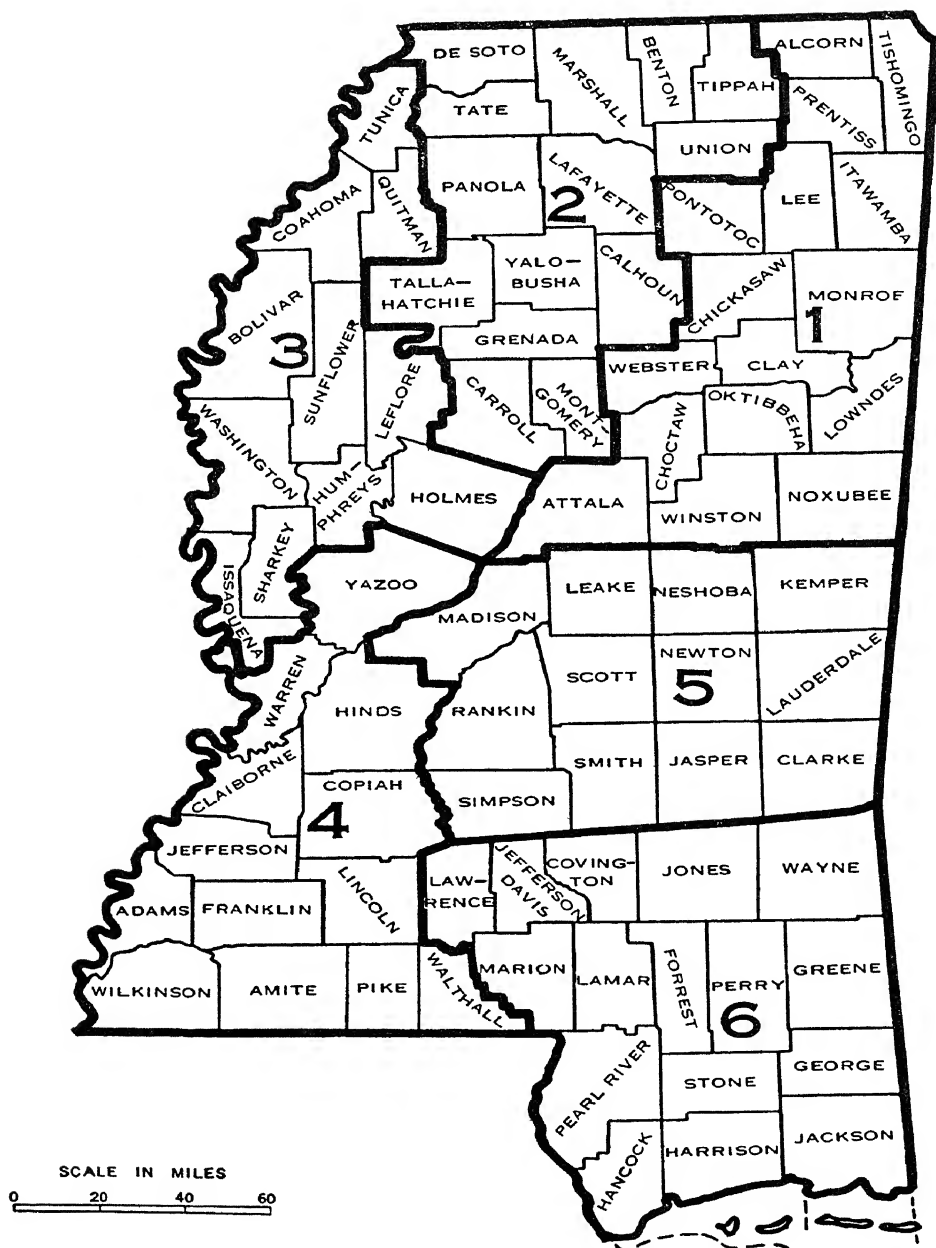 DE SOTO
MARSHALL
BENTON
TIPPAH
ALCORN
TISHOMINGO
TUNICA
TATE
PRENTISS
UNION
PANOLA
LAFAYETTE
2
PONTOTOC
LEE
ITAWAMBA
COAHOMA
QUITMAN
TALLA-
HATCHIE
YALO-
BUSHA
CALHOUN
CHICKASAW
MONROE
1
BOLIVAR
3
SUNFLOWER
GRENADA
LEFLORE
CARROLL
MONT-
GOMERY
WEBSTER
CLAY
OKTIBBEHA
LOWNDES
CHOCTAW
WASHINGTON
HUM-
PHREYS
HOLMES
ATTALA
WINSTON
NOXUBEE
SHARKEY
ISSAQUENA
YAZOO
MADISON
LEAKE
NESHOBA
KEMPER
WARREN
HINDS
RANKIN
SCOTT
NEWTON
5
LAUDERDALE
CLAIBORNE
COPIAH
4
SIMPSON
SMITH
JASPER
CLARKE
JEFFERSON
LINCOLN
LAW-
RENCE
JEFFERSON
DAVIS
COVING-
TON
JONES
WAYNE
ADAMS
FRANKLIN
WILKINSON
AMITE
PIKE
WALTHALL
MARION
LAMAR
FORREST
PERRY
6
GREENE
PEARL RIVER
STONE
GEORGE
HANCOCK
HARRISON
JACKSON
SCALE IN MILES
0 20 40 60